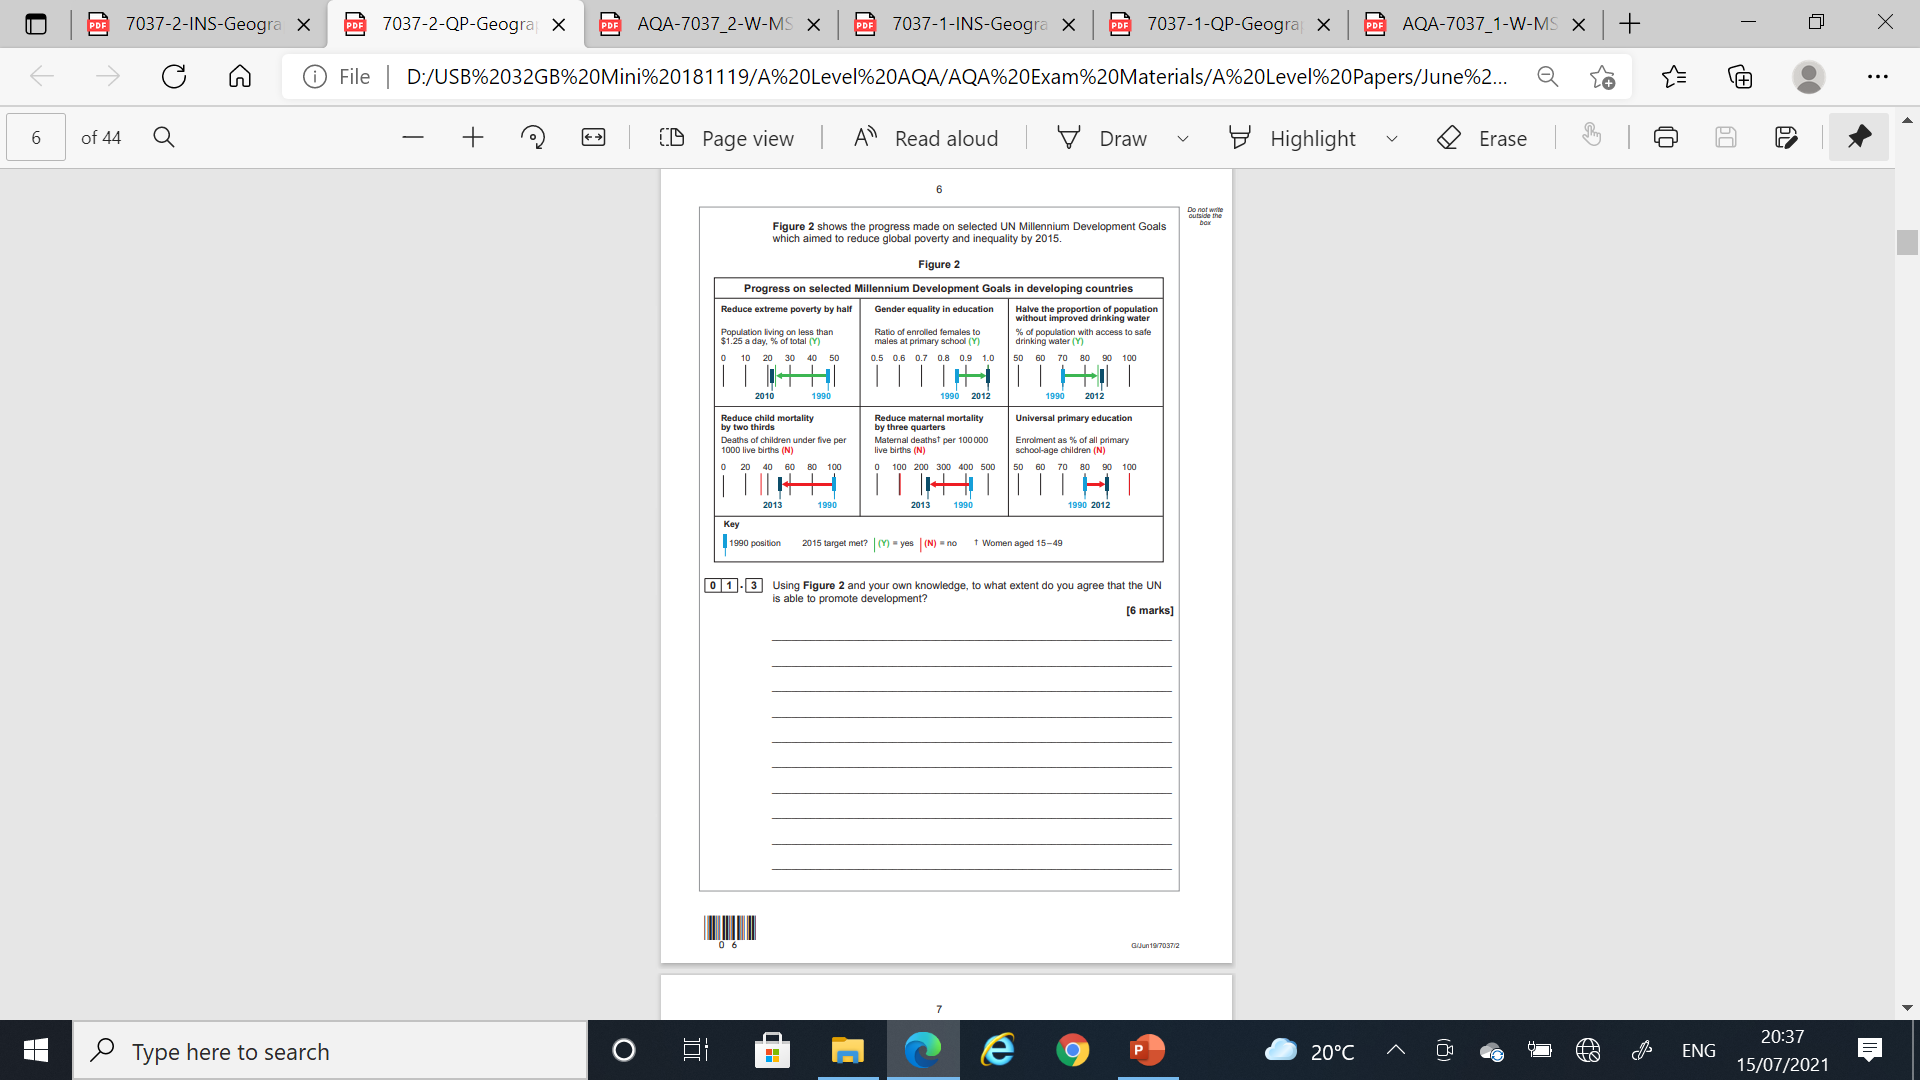 7037-2-INS-Geogra
7037-2-QP-Geogra
AQA-7037_2-W-MS
7037-1-INS-Geogra
7037-1-QP-Geogra
AQA-7037_1-W-MS
File
D:/USB%2032GB%20Mini%20181119/A%20Level%20AQA/AQA%20Exam%20Materials/A%20Level%20Papers/June%2...
6 of 44
Page view
Read aloud
Draw
Highlight
Erase
6
Do not write
outside the
box
Figure 2 shows the progress made on selected UN Millennium Development Goals
which aimed to reduce global poverty and inequality by 2015.
Figure 2
Progress on selected Millennium Development Goals in developing countries
Reduce extreme poverty by half
Population living on less than
$1.25 a day, % of total (Y)
0 10 20 30 40 50
2010 1990
Gender equality in education
Ratio of enrolled females to
males at primary school (Y)
0.5 0.6 0.7 0.8 0.9 1.0
1990 2012
Halve the proportion of population
without improved drinking water
% of population with access to safe
drinking water (Y)
50 60 70 80 90 100
1990 2012
Reduce child mortality
by two thirds
Deaths of children under five per
1000 live births (N)
0 20 40 60 80 100
2013 1990
Reduce maternal mortality
by three quarters
Maternal deaths† per 100 000
live births (N)
0 100 200 300 400 500
2013 1990
Universal primary education
Enrolment as % of all primary
school-age children (N)
50 60 70 80 90 100
1990 2012
Key
1990 position 2015 target met? (Y) = yes (N) = no † Women aged 15–49
0 1 . 3 Using Figure 2 and your own knowledge, to what extent do you agree that the UN
is able to promote development?
[6 marks]
0 6
G/Jun19/7037/2
7
Type here to search
20°C
ENG
20:37
15/07/2021